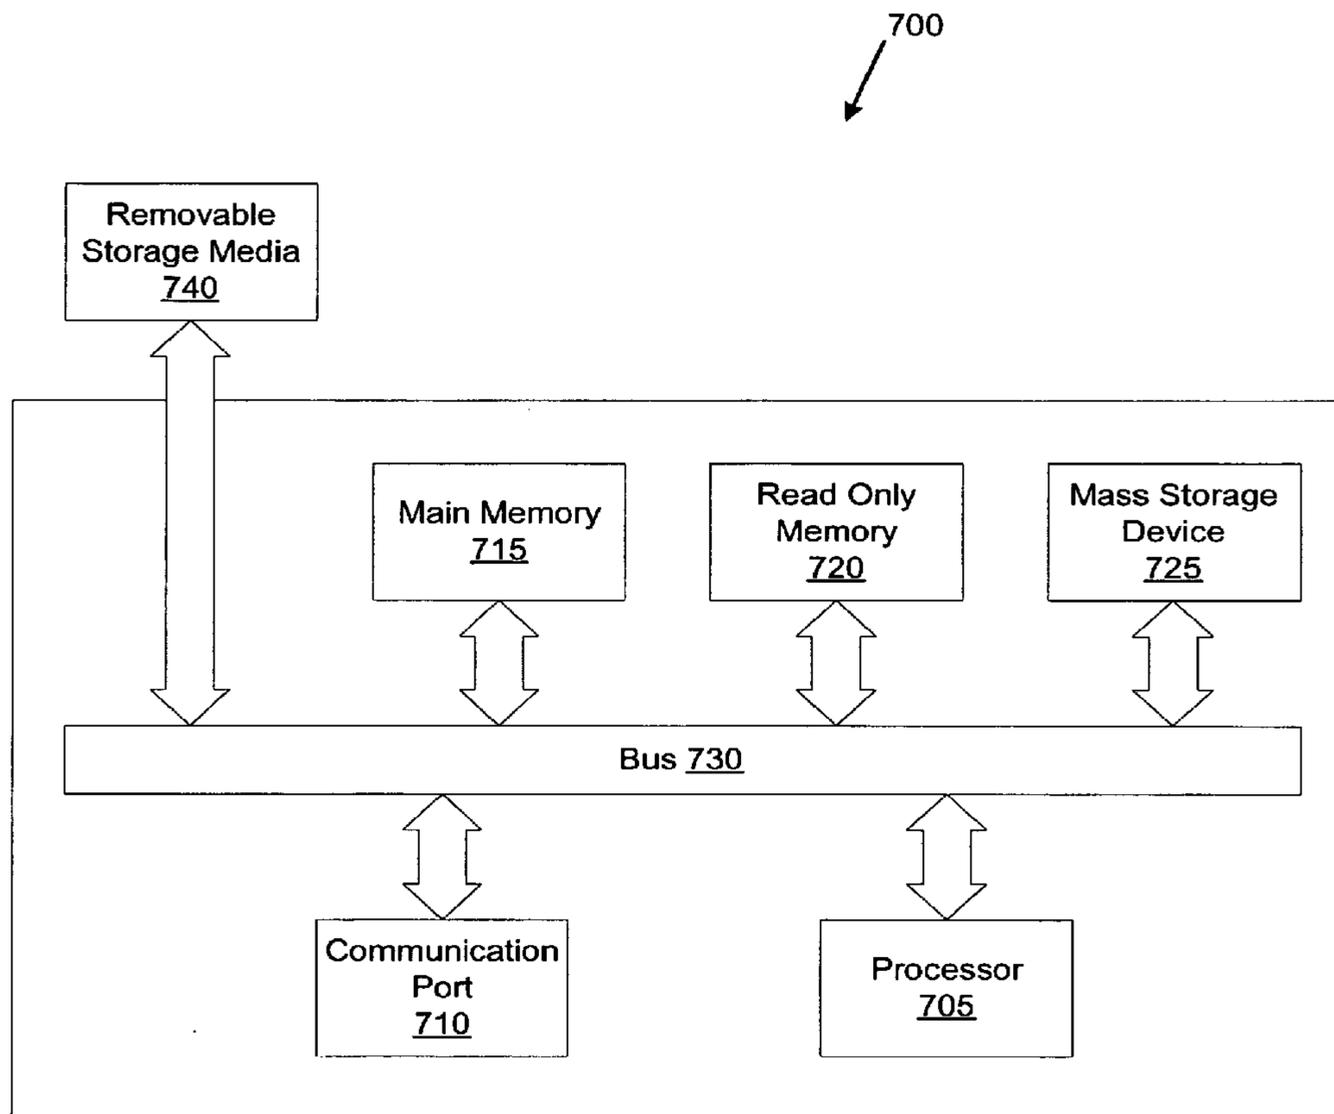 700
Removable
Storage Media
740
Main Memory
715
Read Only
Memory
720
Mass Storage
Device
725
Bus 730
Communication
Port
710
Processor
705